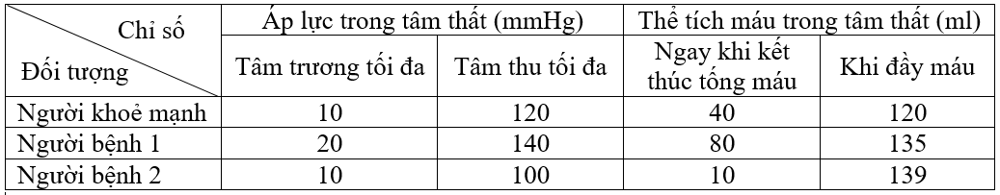 Chỉ số
Đối tượng
Áp lực trong tâm thất (mmHg)
Thể tích máu trong tâm thất (ml)
Tâm trương tối đa
Tâm thu tối đa
Ngay khi kết
thúc tống máu
Khi đầy máu
Người khoẻ mạnh 10 120 40 120
Người bệnh 1 20 140 80 135
Người bệnh 2 10 100 10 139